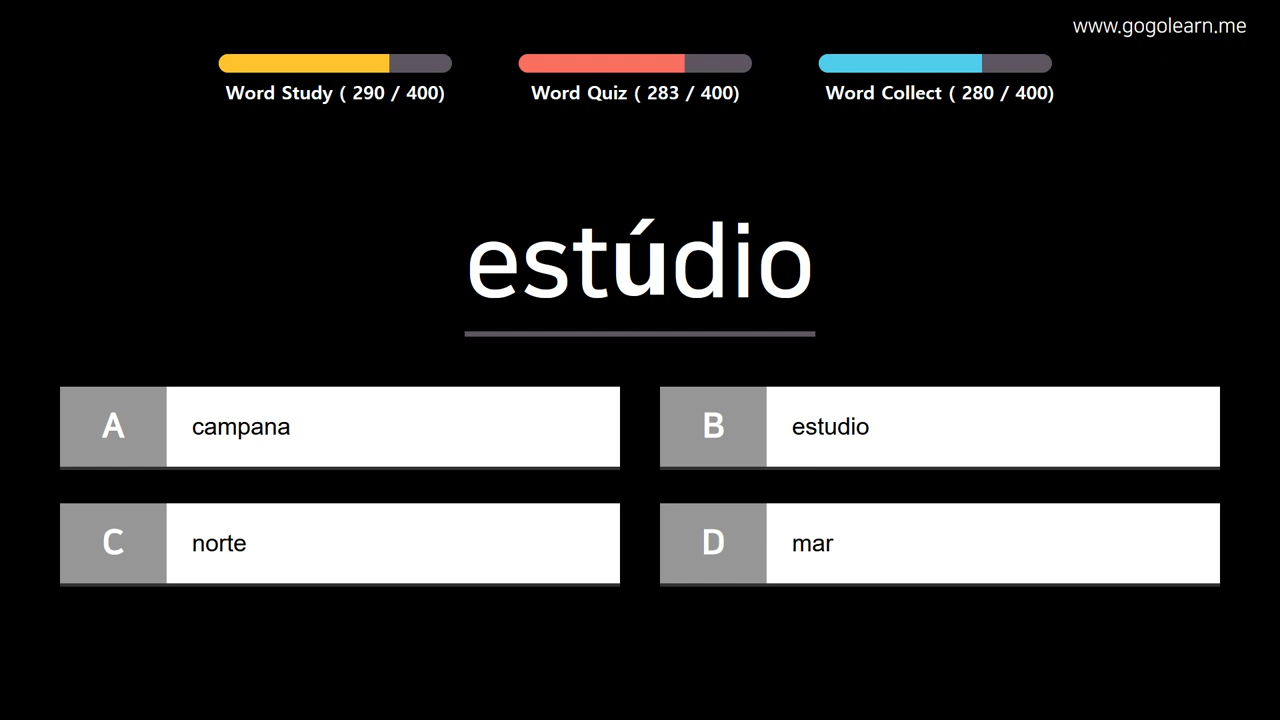 www.gogolearn.me
Word Study ( 290 / 400)
Word Quiz ( 283 / 400)
Word Collect ( 280 / 400)
estúdio
A campana
B estudio
C norte
D mar